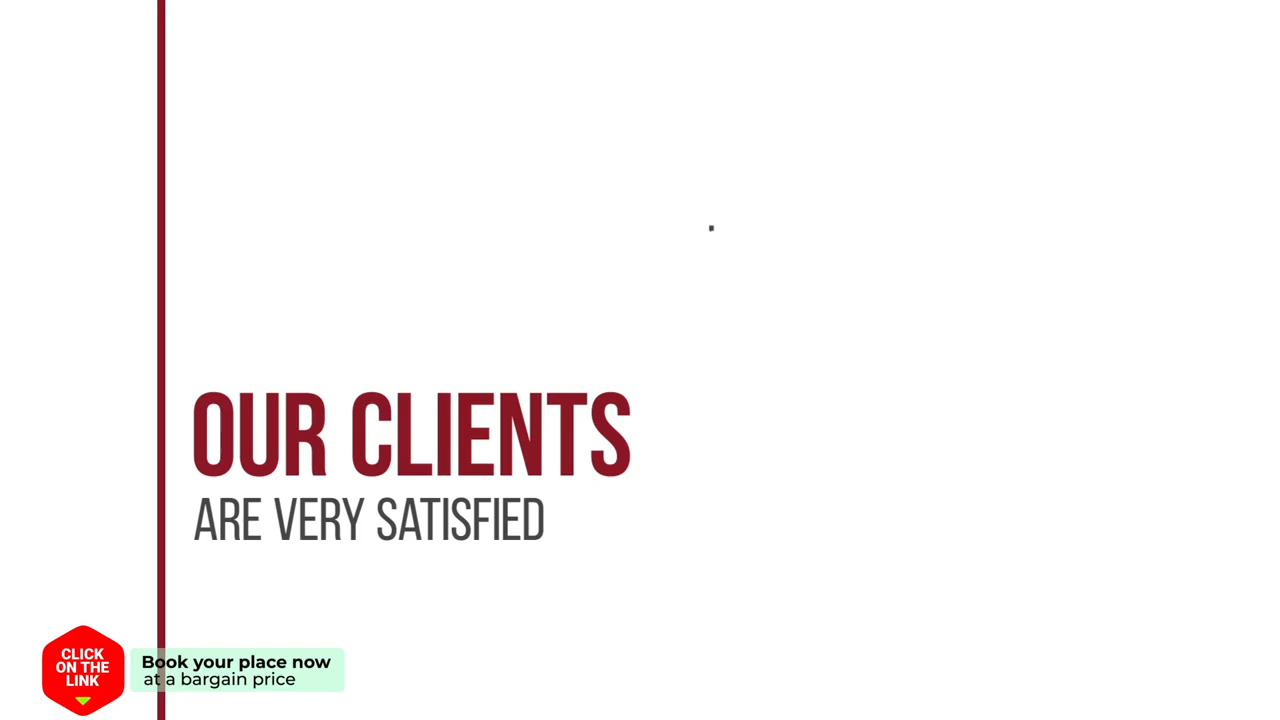 OUR CLIENTS
ARE VERY SATISFIED
CLICK
ON THE
LINK
Book your place now
at a bargain price